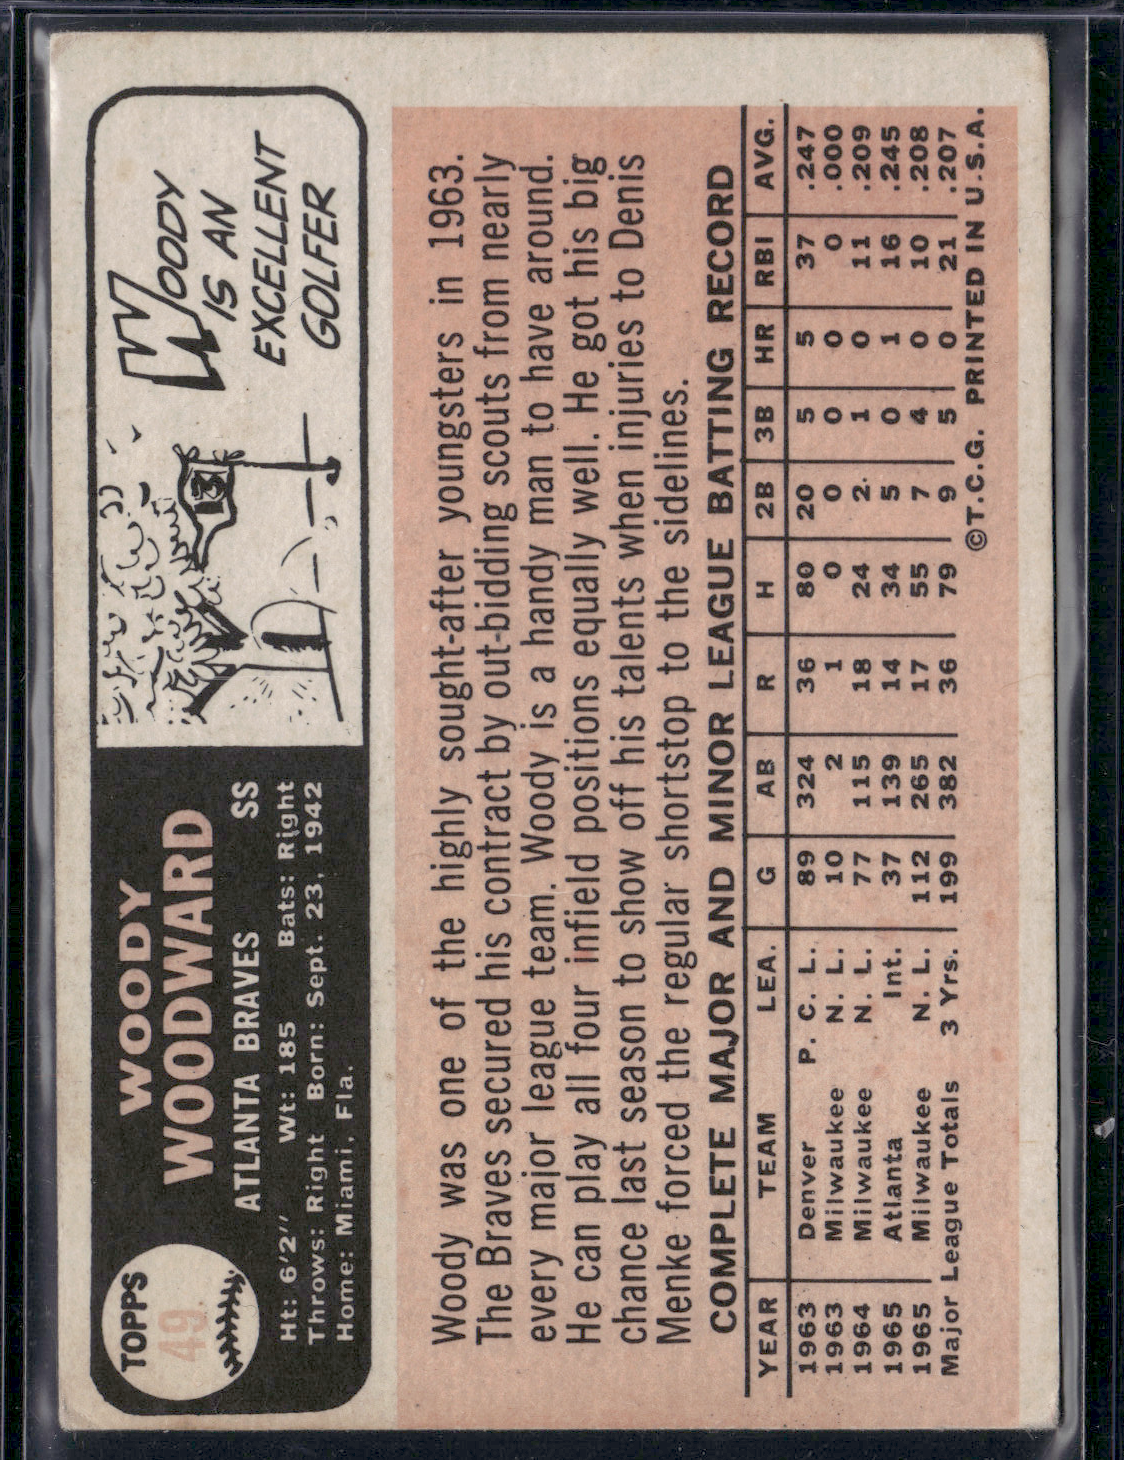 TOPPS
49
WOODY
WOODWARD
ATLANTA BRAVES SS
Ht: 6'2" Wt: 185 Bats: Right
Throws: Right Born: Sept. 23, 1942
Home: Miami, Fla.
13
WOODY
IS AN
EXCELLENT
GOLFER
Woody was one of the highly sought-after youngsters in 1963.
The Braves secured his contract by out-bidding scouts from nearly
every major league team. Woody is a handy man to have around.
He can play all four infield positions equally well. He got his big
chance last season to show off his talents when injuries to Denis
Menke forced the regular shortstop to the sidelines.
COMPLETE MAJOR AND MINOR LEAGUE BATTING RECORD
YEAR TEAM LEA. G AB R H 2B 3B HR RBI AVG.
1963 Denver P. C. L. 89 324 36 80 20 5 5 37 .247
1963 Milwaukee N. L. 10 2 1 0 0 0 0 0 .000
1964 Milwaukee N. L. 77 115 18 24 2 1 0 11 .209
1965 Atlanta Int. 37 139 14 34 5 0 1 16 .245
1965 Milwaukee N. L. 112 265 17 55 7 4 0 10 .208
Major League Totals 3 Yrs. 199 382 36 79 9 5 0 21 .207
©T.C.G. PRINTED IN U.S.A.